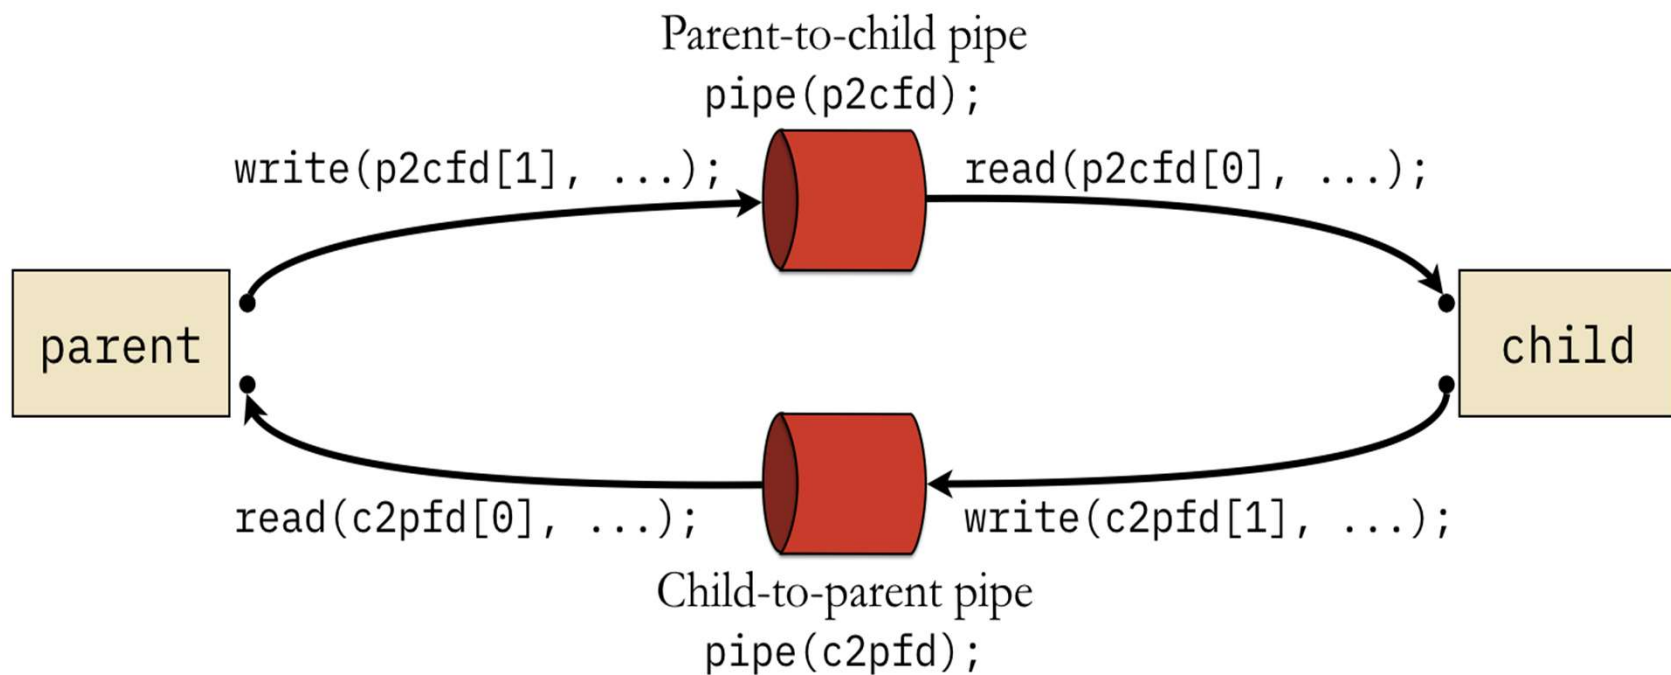 Parent-to-child pipe
pipe(p2cfd);
write(p2cfd[1], ...);
read(p2cfd[0], ...);
parent
child
read(c2pfd[0], ...);
write(c2pfd[1], ...);
Child-to-parent pipe
pipe(c2pfd);